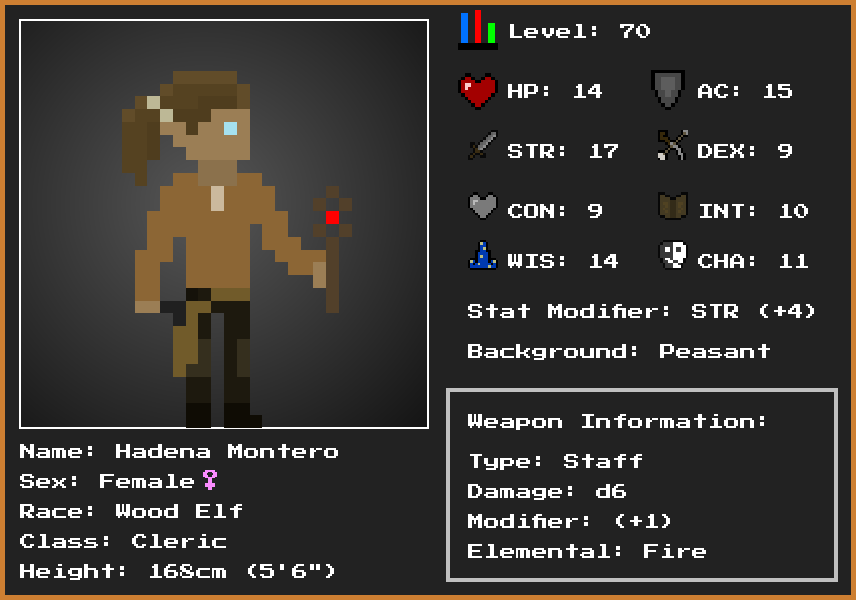 Level: 70
HP: 14 AC: 15
STR: 17 DEX: 9
CON: 9 INT: 10
WIS: 14 CHA: 11
Stat Modifier: STR (+4)
Background: Peasant
Weapon Information:
Type: Staff
Damage: d6
Modifier: (+1)
Elemental: Fire
Name: Hadena Montero
Sex: Female♀
Race: Wood Elf
Class: Cleric
Height: 168cm (5'6")